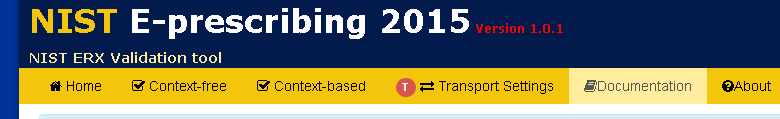 NIST E-prescribing 2015 Version 1.0.1
NIST ERX Validation tool
Home Context-free Context-based T Transport Settings Documentation About